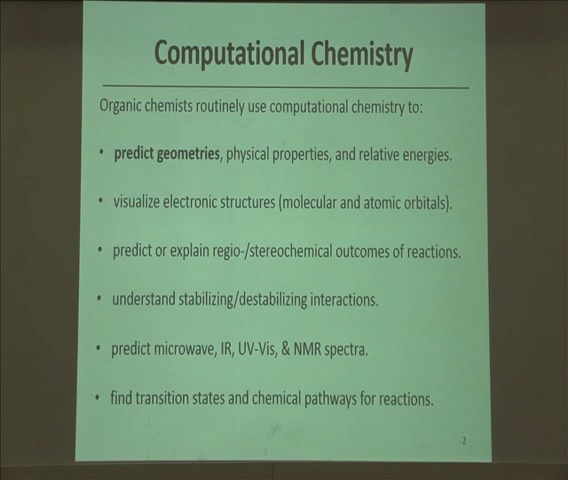 Computational Chemistry
Organic chemists routinely use computational chemistry to:
• predict geometries, physical properties, and relative energies.
• visualize electronic structures (molecular and atomic orbitals).
• predict or explain regio-/stereochemical outcomes of reactions.
• understand stabilizing/destabilizing interactions.
• predict microwave, IR, UV-Vis, & NMR spectra.
• find transition states and chemical pathways for reactions.
2